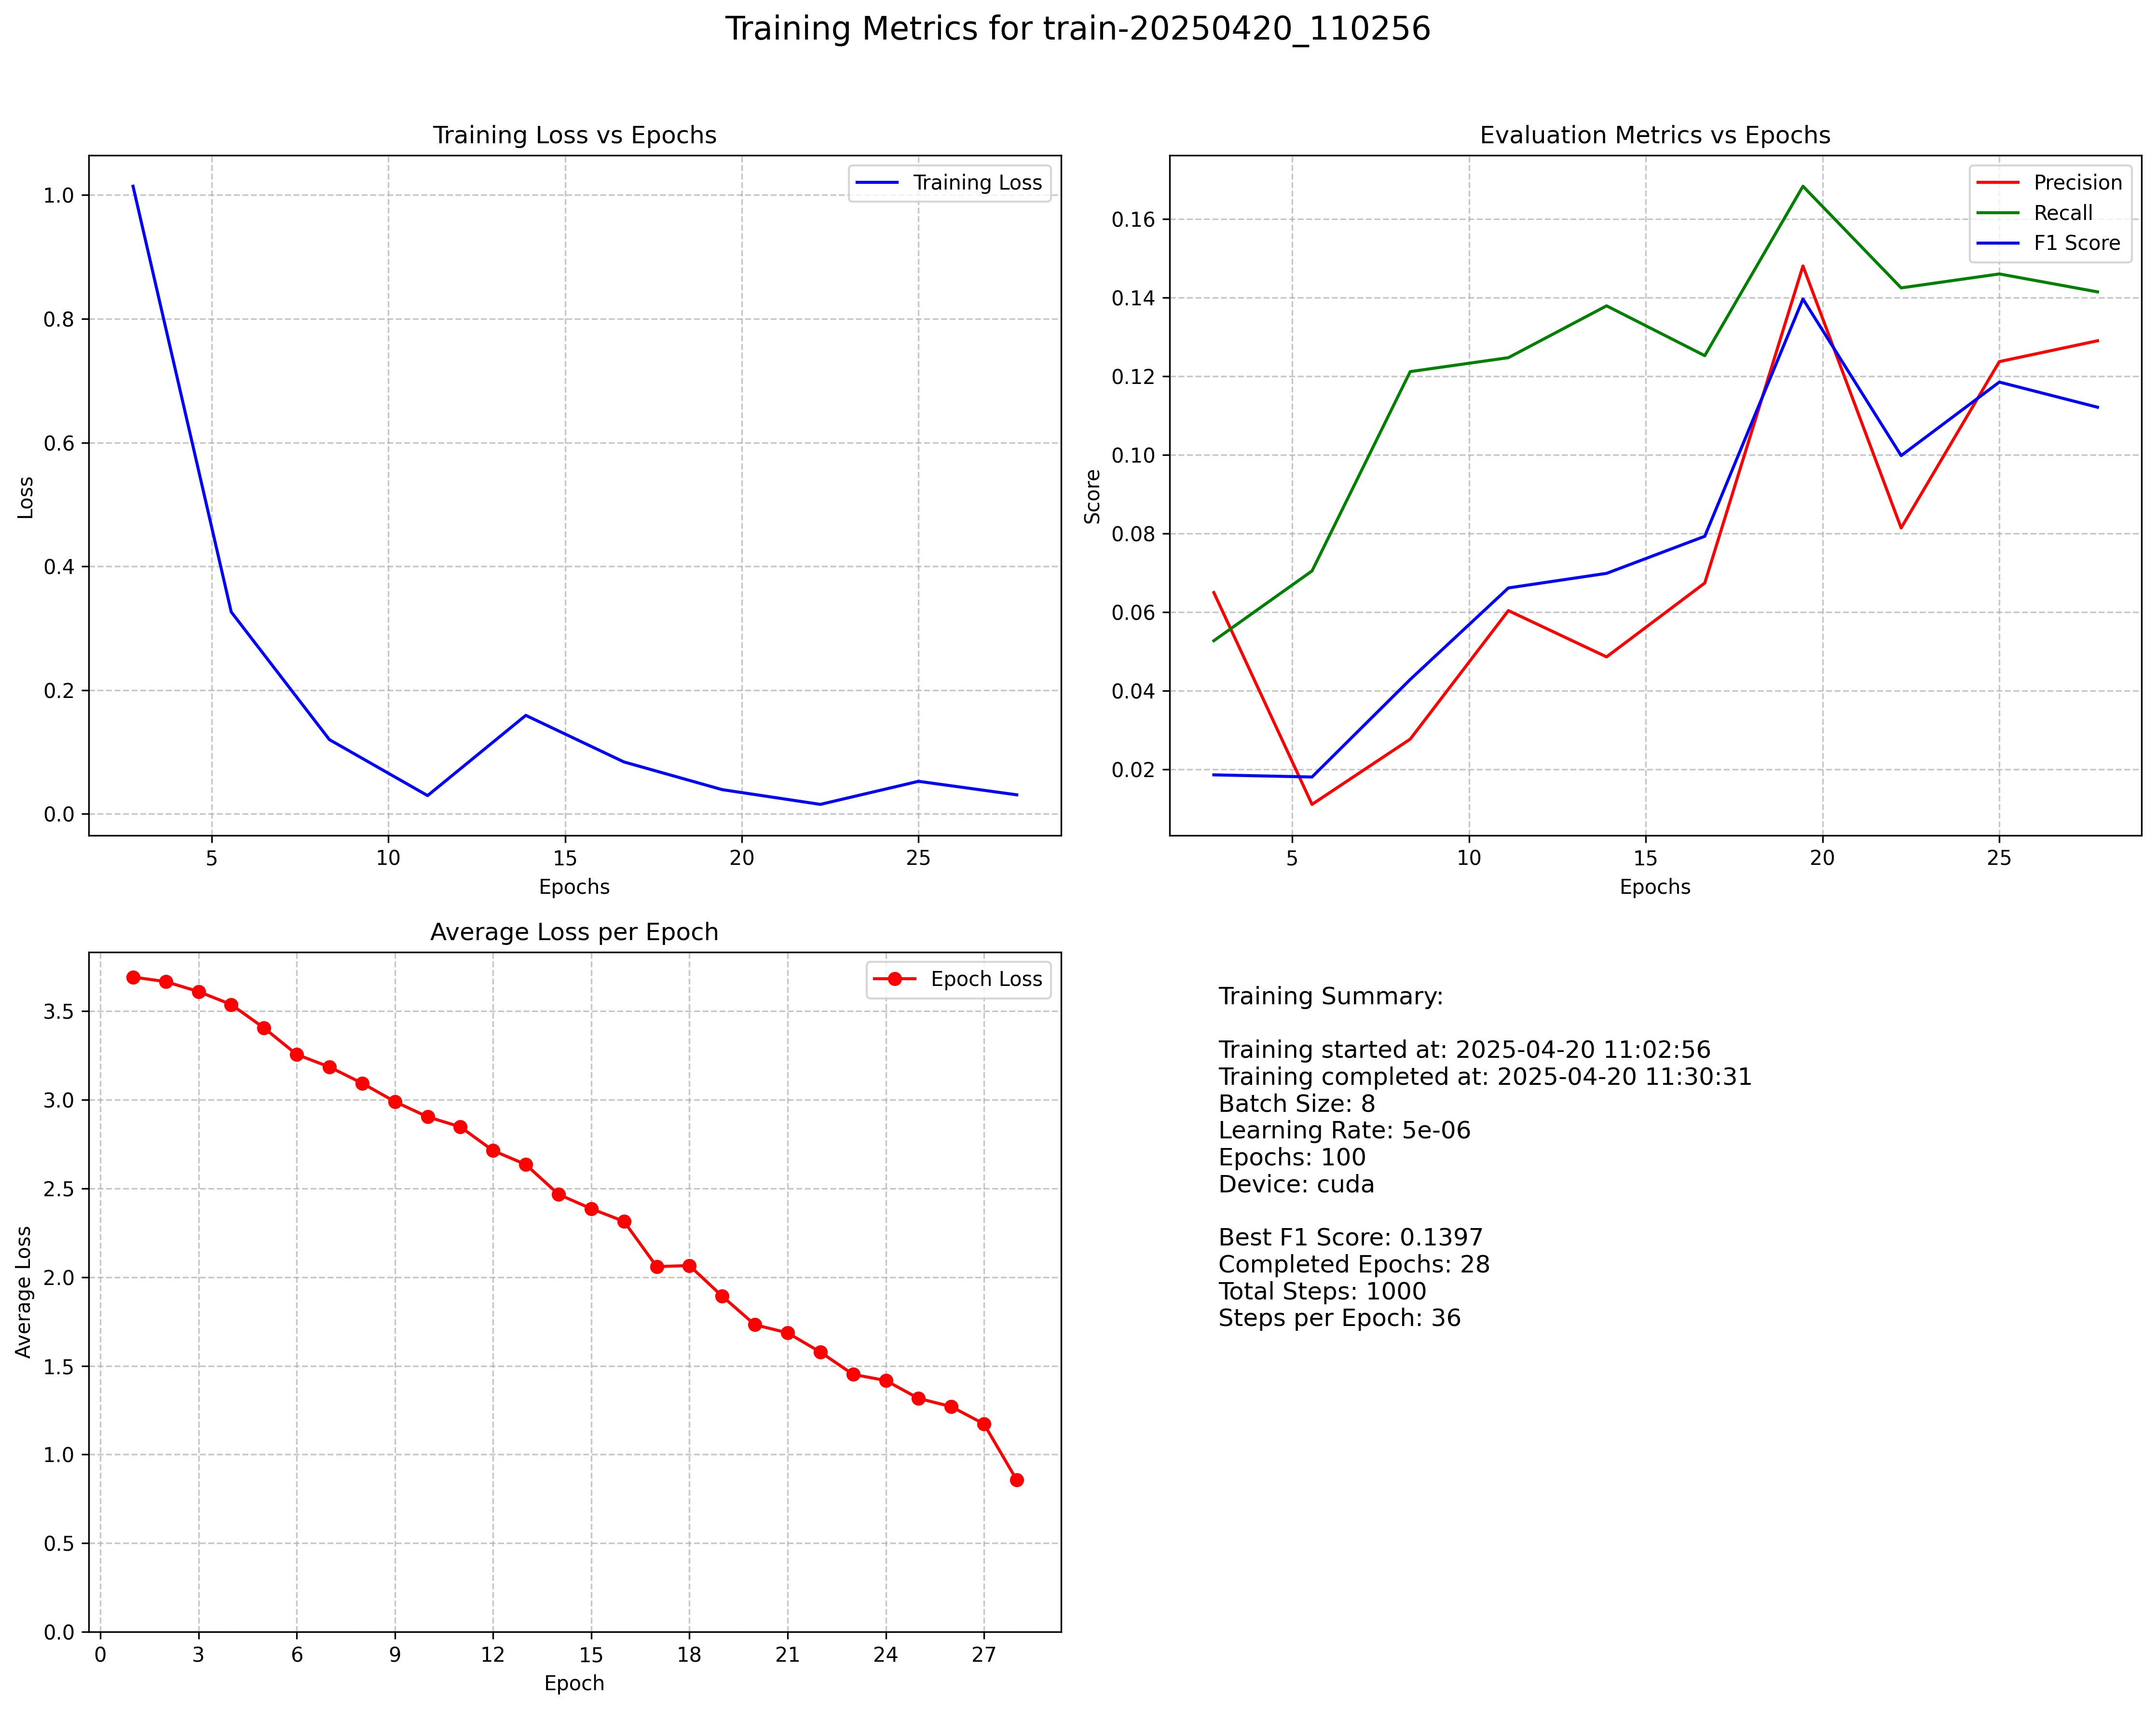 Training Metrics for train-20250420_110256
Training Loss vs Epochs
Training Loss
1.0
0.8
0.6
0.4
0.2
0.0
Loss
5
10
15
20
25
Epochs
Evaluation Metrics vs Epochs
Precision
Recall
F1 Score
0.16
0.14
0.12
0.10
0.08
0.06
0.04
0.02
Score
5
10
15
20
25
Epochs
Average Loss per Epoch
Epoch Loss
3.5
3.0
2.5
2.0
1.5
1.0
0.5
0.0
Average Loss
0
3
6
9
12
15
18
21
24
27
Epoch
Training Summary:
Training started at: 2025-04-20 11:02:56
Training completed at: 2025-04-20 11:30:31
Batch Size: 8
Learning Rate: 5e-06
Epochs: 100
Device: cuda
Best F1 Score: 0.1397
Completed Epochs: 28
Total Steps: 1000
Steps per Epoch: 36